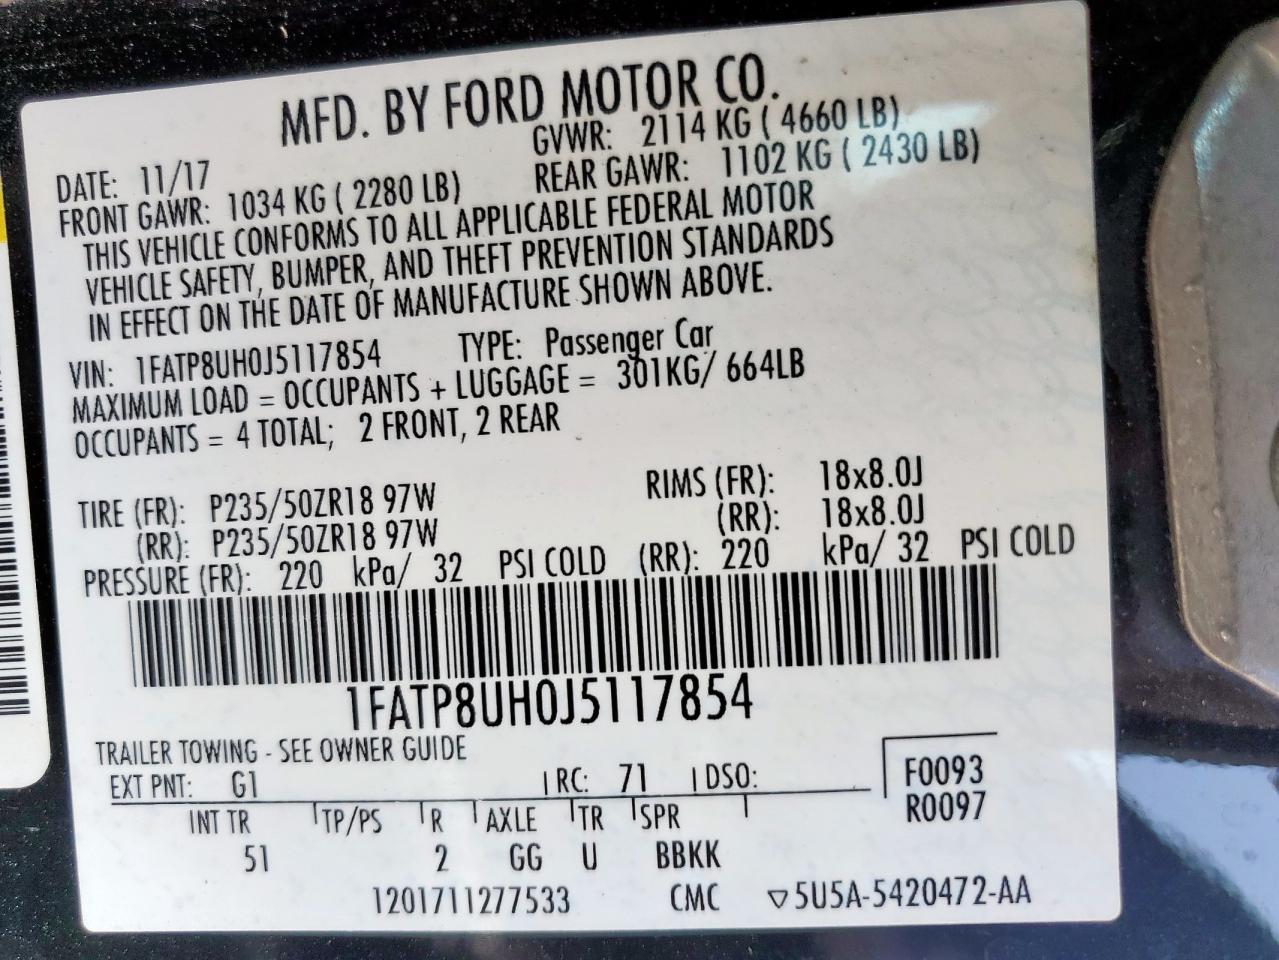 MFD. BY FORD MOTOR CO.
DATE: 11/17 GVWR: 2114 KG ( 4660 LB)
FRONT GAWR: 1034 KG ( 2280 LB) REAR GAWR: 1102 KG ( 2430 LB)
THIS VEHICLE CONFORMS TO ALL APPLICABLE FEDERAL MOTOR
VEHICLE SAFETY, BUMPER, AND THEFT PREVENTION STANDARDS
IN EFFECT ON THE DATE OF MANUFACTURE SHOWN ABOVE.
VIN: 1FATP8UH0J5117854 TYPE: Passenger Car
MAXIMUM LOAD = OCCUPANTS + LUGGAGE = 301KG/ 664LB
OCCUPANTS = 4 TOTAL; 2 FRONT, 2 REAR
TIRE (FR): P235/50ZR18 97W RIMS (FR): 18x8.0J
(RR): P235/50ZR18 97W (RR): 18x8.0J
PRESSURE (FR): 220 kPa/ 32 PSI COLD (RR): 220 kPa/ 32 PSI COLD
1FATP8UH0J5117854
TRAILER TOWING - SEE OWNER GUIDE
EXT PNT: G1 RC: 71 DSO: F0093
R0097
INT TR TP/PS R AXLE TR SPR
51 2 GG U BBKK
1201711277533 CMC ▽5U5A-5420472-AA